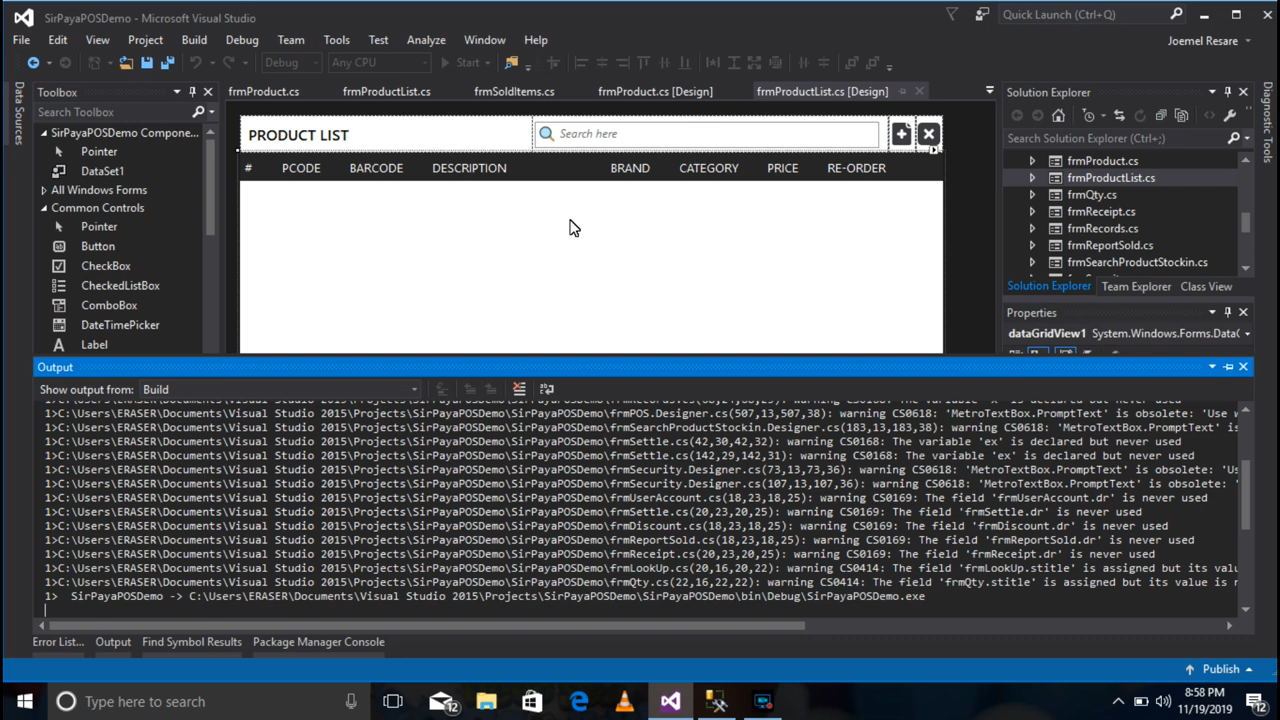 SirPayaPOSDemo - Microsoft Visual Studio
Quick Launch (Ctrl+Q)
File Edit View Project Build Debug Team Tools Test Analyze Window Help
Joemel Resare
Debug Any CPU Start
Data Sources
Toolbox
Search Toolbox
SirPayaPOSDemo Compone...
Pointer
DataSet1
All Windows Forms
Common Controls
Pointer
Button
CheckBox
CheckedListBox
ComboBox
DateTimePicker
Label
frmProduct.cs frmProductList.cs frmSoldItems.cs frmProduct.cs [Design] frmProductList.cs [Design]
PRODUCT LIST
Search here
# PCODE BARCODE DESCRIPTION BRAND CATEGORY PRICE RE-ORDER
Solution Explorer
Search Solution Explorer (Ctrl+;)
frmProduct.cs
frmProductList.cs
frmQty.cs
frmReceipt.cs
frmRecords.cs
frmReportSold.cs
frmSearchProductStockin.cs
Solution Explorer Team Explorer Class View
Properties
dataGridView1 System.Windows.Forms.Data(
Diagnostic Tools
Output
Show output from: Build
1>C:\Users\ERASER\Documents\Visual Studio 2015\Projects\SirPayaPOSDemo\SirPayaPOSDemo\frmPOS.Designer.cs(507,13,507,38): warning CS0618: 'MetroTextBox.PromptText' is obsolete: 'Use w
1>C:\Users\ERASER\Documents\Visual Studio 2015\Projects\SirPayaPOSDemo\SirPayaPOSDemo\frmSearchProductStockin.Designer.cs(183,13,183,38): warning CS0618: 'MetroTextBox.PromptText' i
1>C:\Users\ERASER\Documents\Visual Studio 2015\Projects\SirPayaPOSDemo\SirPayaPOSDemo\frmSettle.cs(42,30,42,32): warning CS0168: The variable 'ex' is declared but never used
1>C:\Users\ERASER\Documents\Visual Studio 2015\Projects\SirPayaPOSDemo\SirPayaPOSDemo\frmSettle.cs(142,29,142,31): warning CS0168: The variable 'ex' is declared but never used
1>C:\Users\ERASER\Documents\Visual Studio 2015\Projects\SirPayaPOSDemo\SirPayaPOSDemo\frmSecurity.Designer.cs(73,13,73,36): warning CS0618: 'MetroTextBox.PromptText' is obsolete: 'Us
1>C:\Users\ERASER\Documents\Visual Studio 2015\Projects\SirPayaPOSDemo\SirPayaPOSDemo\frmSecurity.Designer.cs(107,13,107,36): warning CS0618: 'MetroTextBox.PromptText' is obsolete:
1>C:\Users\ERASER\Documents\Visual Studio 2015\Projects\SirPayaPOSDemo\SirPayaPOSDemo\frmUserAccount.cs(18,23,18,25): warning CS0169: The field 'frmUserAccount.dr' is never used
1>C:\Users\ERASER\Documents\Visual Studio 2015\Projects\SirPayaPOSDemo\SirPayaPOSDemo\frmSettle.cs(20,23,20,25): warning CS0169: The field 'frmSettle.dr' is never used
1>C:\Users\ERASER\Documents\Visual Studio 2015\Projects\SirPayaPOSDemo\SirPayaPOSDemo\frmDiscount.cs(18,23,18,25): warning CS0169: The field 'frmDiscount.dr' is never used
1>C:\Users\ERASER\Documents\Visual Studio 2015\Projects\SirPayaPOSDemo\SirPayaPOSDemo\frmReportSold.cs(18,23,18,25): warning CS0169: The field 'frmReportSold.dr' is never used
1>C:\Users\ERASER\Documents\Visual Studio 2015\Projects\SirPayaPOSDemo\SirPayaPOSDemo\frmReceipt.cs(20,23,20,25): warning CS0169: The field 'frmReceipt.dr' is never used
1>C:\Users\ERASER\Documents\Visual Studio 2015\Projects\SirPayaPOSDemo\SirPayaPOSDemo\frmLookUp.cs(20,16,20,22): warning CS0414: The field 'frmLookUp.stitle' is assigned but its valu
1>C:\Users\ERASER\Documents\Visual Studio 2015\Projects\SirPayaPOSDemo\SirPayaPOSDemo\frmQty.cs(22,16,22,22): warning CS0414: The field 'frmQty.stitle' is assigned but its value is n
1> SirPayaPOSDemo -> C:\Users\ERASER\Documents\Visual Studio 2015\Projects\SirPayaPOSDemo\SirPayaPOSDemo\bin\Debug\SirPayaPOSDemo.exe
Error List... Output Find Symbol Results Package Manager Console
Publish
Type here to search
12
8:58 PM
11/19/2019
12